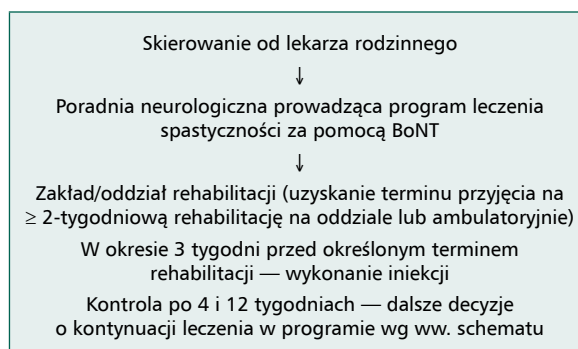 Skierowanie od lekarza rodzinnego
↓
Poradnia neurologiczna prowadząca program leczenia
spastyczności za pomocą BoNT
↓
Zakład/oddział rehabilitacji (uzyskanie terminu przyjęcia na
≥ 2-tygodniową rehabilitację na oddziale lub ambulatoryjnie)
W okresie 3 tygodni przed określonym terminem
rehabilitacji — wykonanie iniekcji
Kontrola po 4 i 12 tygodniach — dalsze decyzje
o kontynuacji leczenia w programie wg ww. schematu